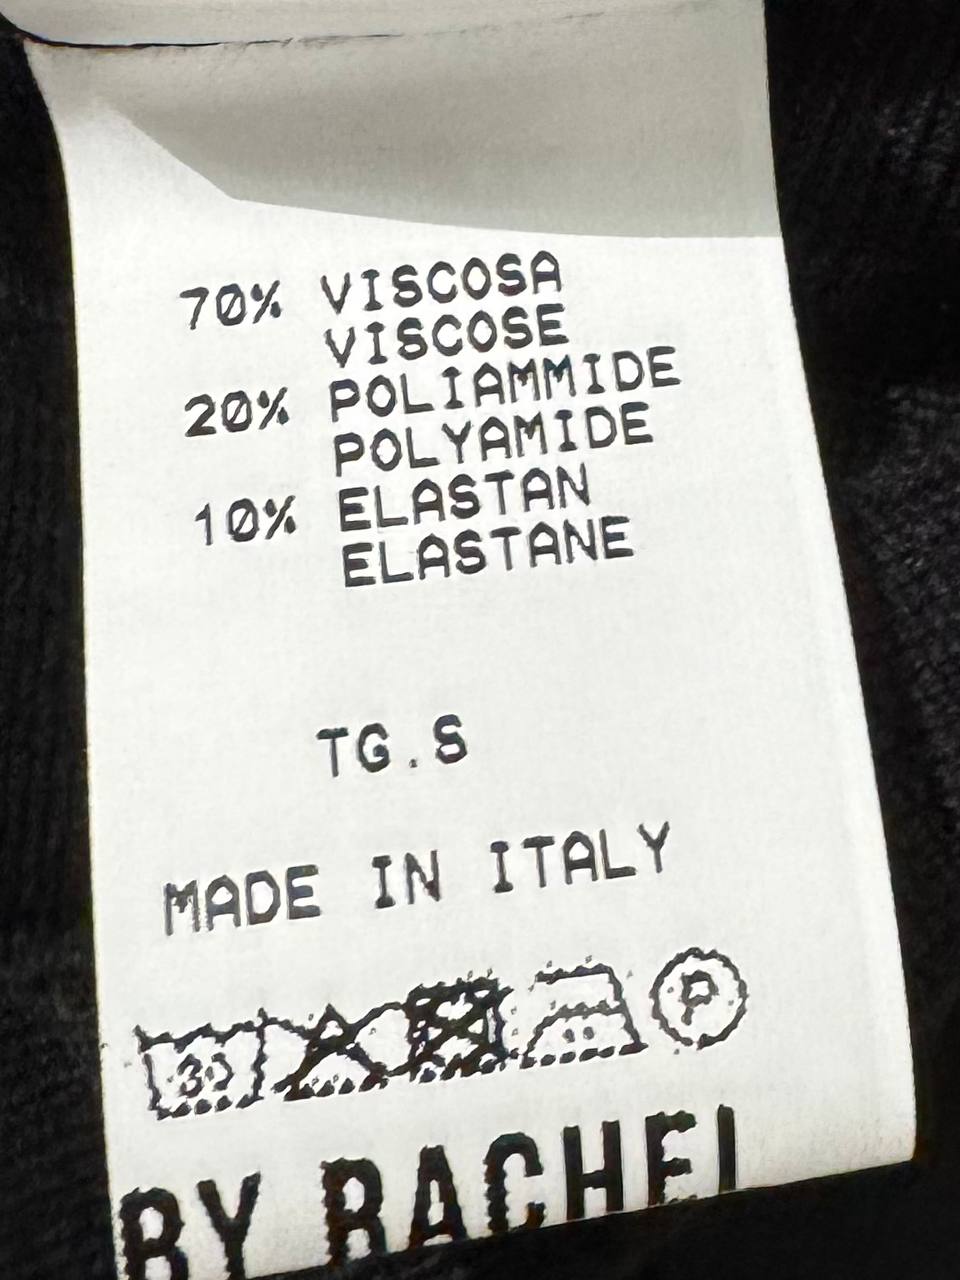 70% VISCOSA
VISCOSE
20% POLIAMMIDE
POLYAMIDE
10% ELASTAN
ELASTANE
TG.S
MADE IN ITALY
30
P
BY RACHEL